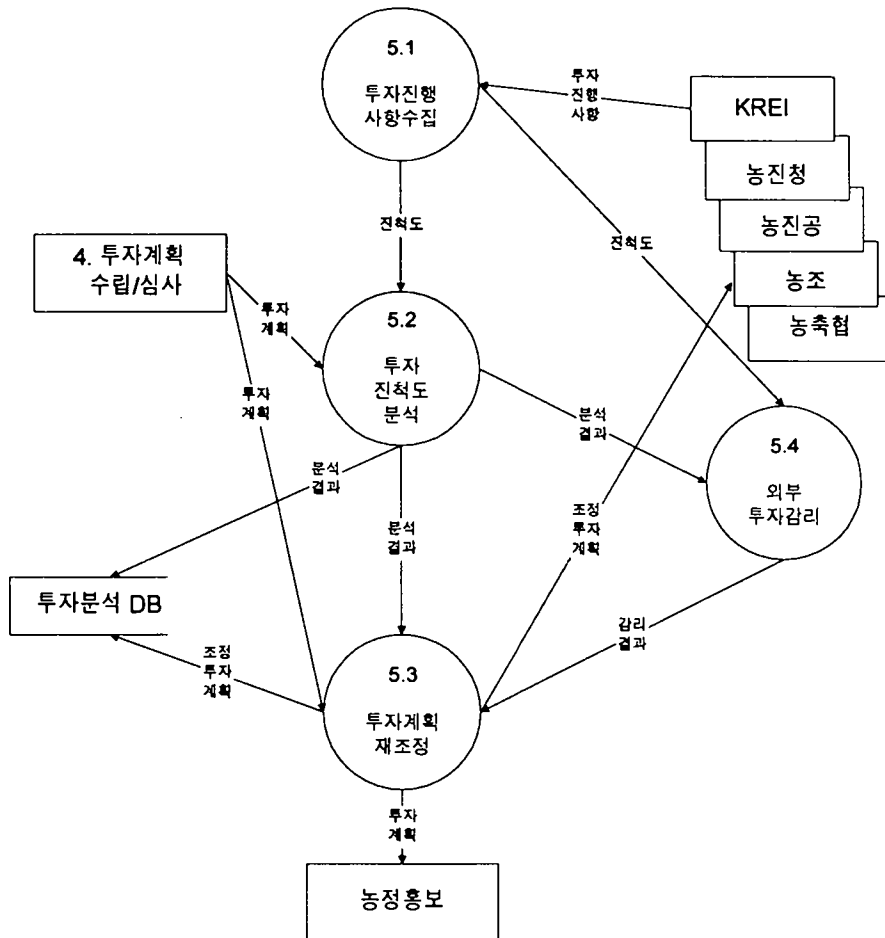 5.1
투자진행
사항수집
투자
진행
사항
KREI
농진청
농진공
농조
농축협
진척도
진척도
4. 투자계획
수립/심사
투자
계획
투자
계획
5.2
투자
진척도
분석
분석
결과
5.4
외부
투자감리
분석
결과
분석
결과
조정
투자
계획
투자분석 DB
감리
결과
조정
투자
계획
5.3
투자계획
재조정
투자
계획
농정홍보